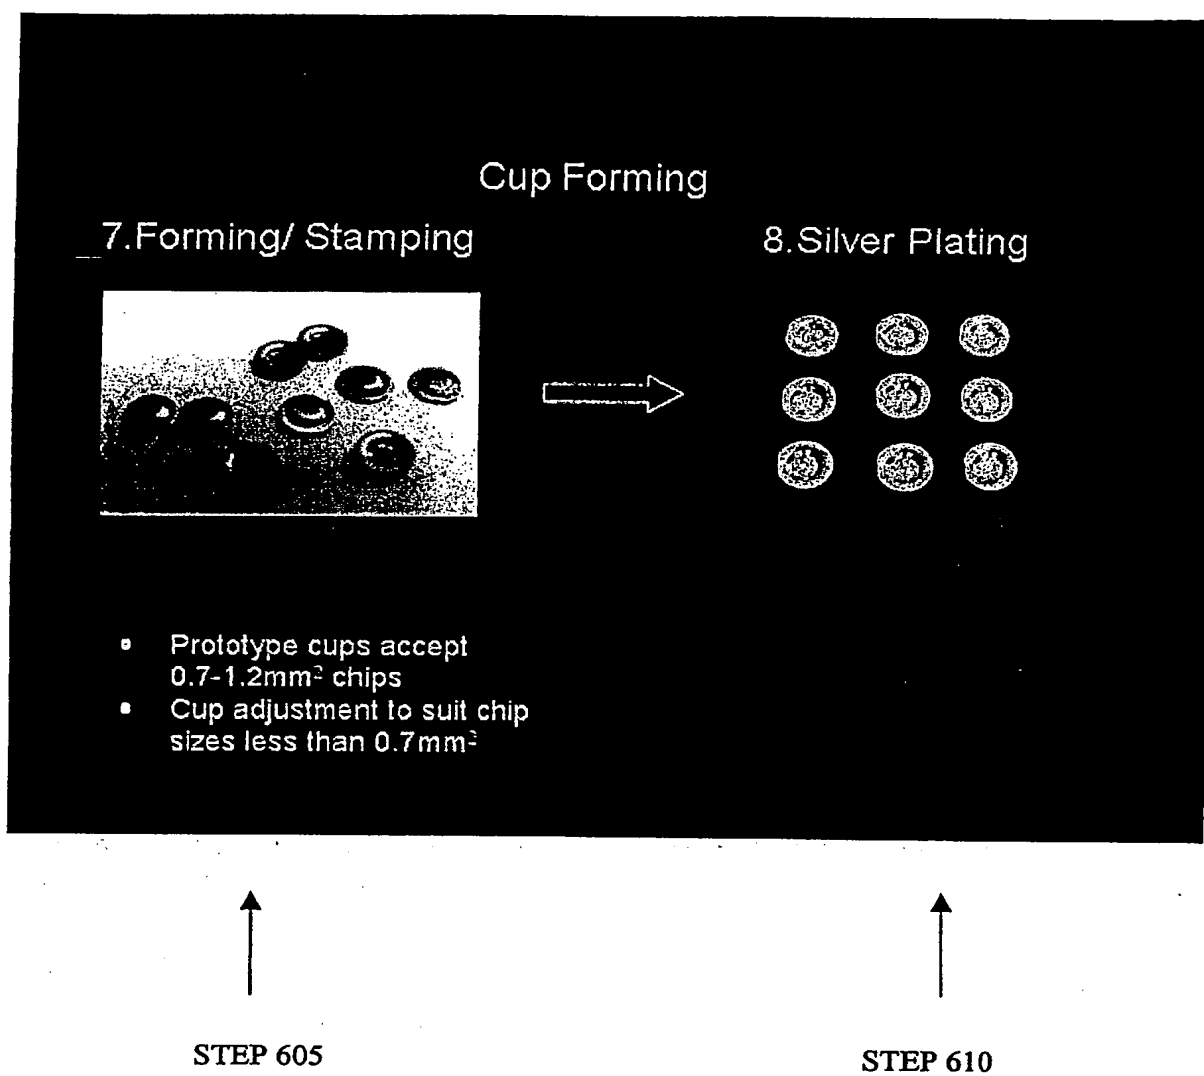 Cup Forming
7.Forming/ Stamping
8.Silver Plating
▪ Prototype cups accept
0.7-1.2mm² chips
▪ Cup adjustment to suit chip
sizes less than 0.7mm²
STEP 605
STEP 610